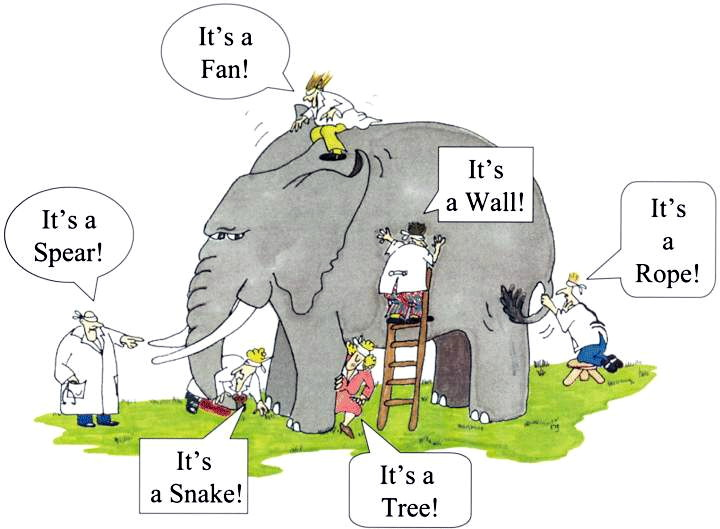 It's a
Fan!
It's
a Wall!
It's a
Spear!
It's
a
Rope!
It's
a Snake!
It's a
Tree!